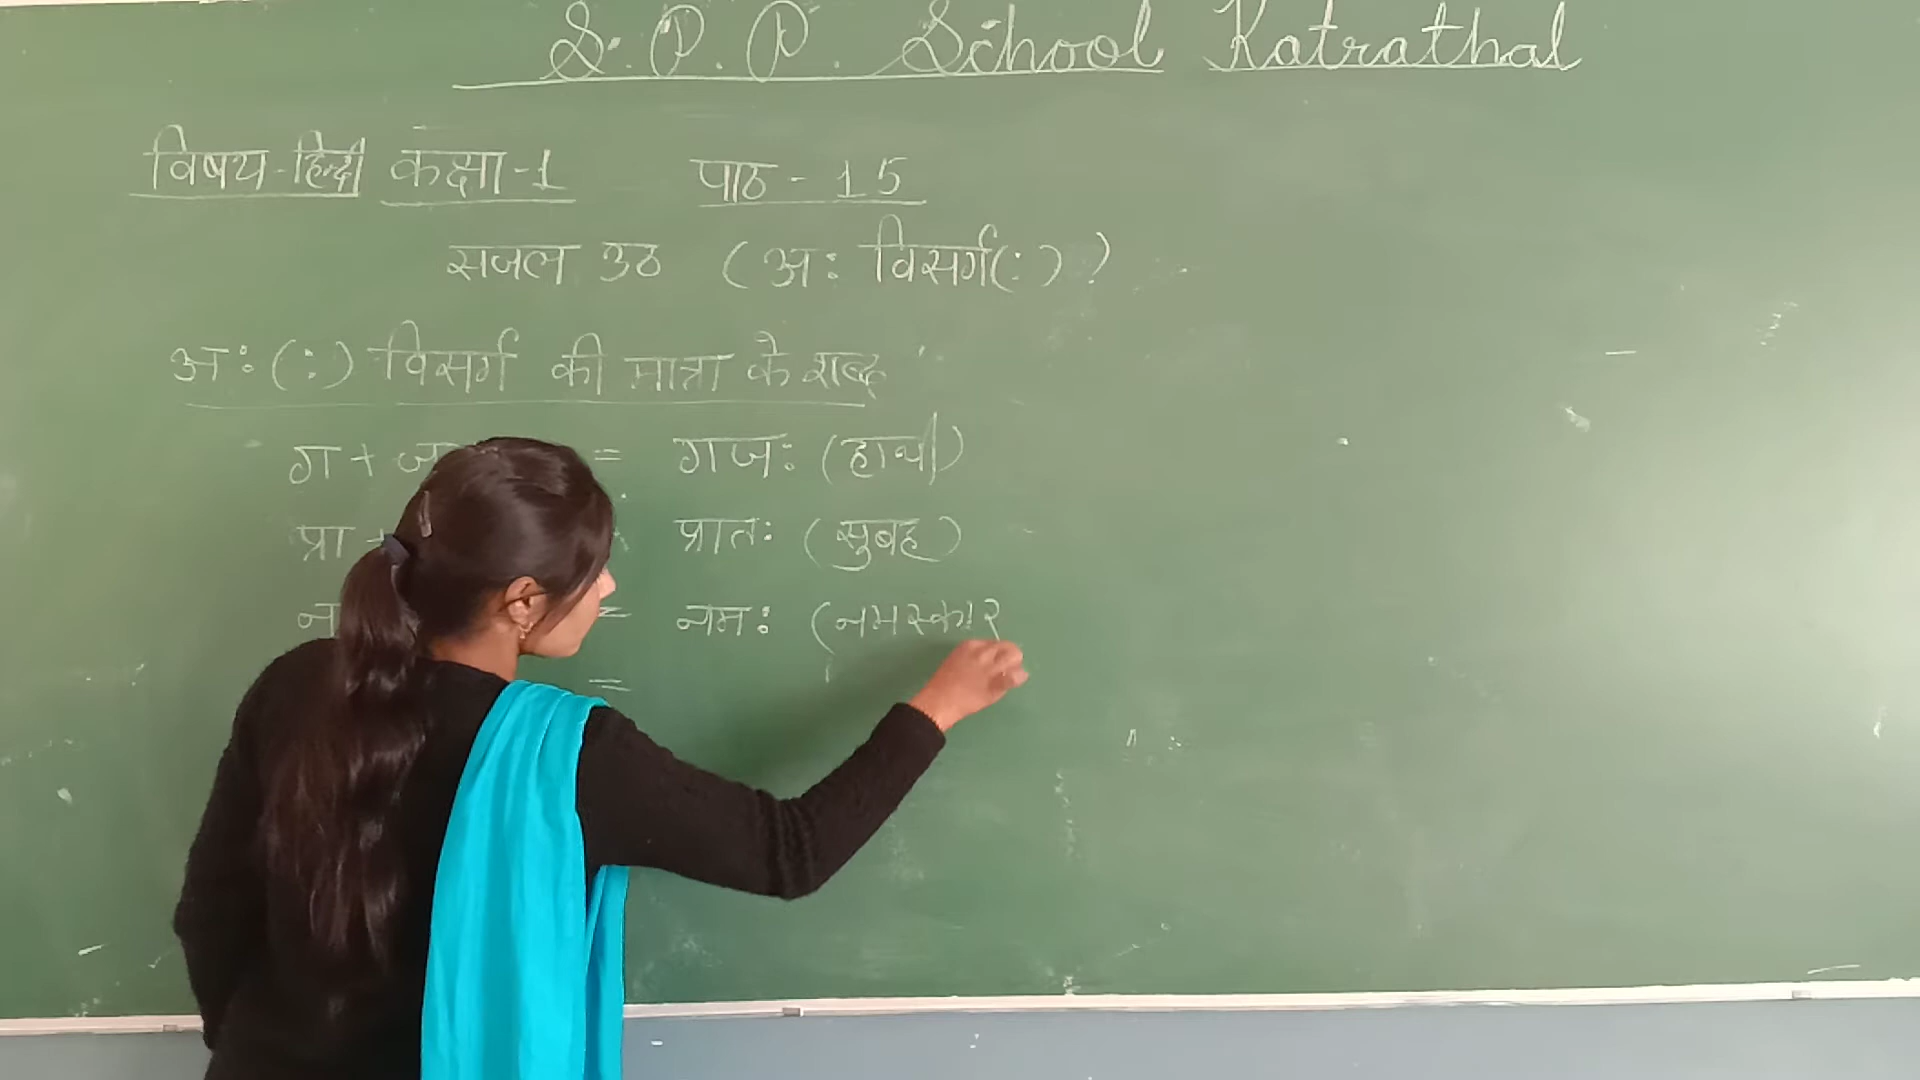 S. P. P. School Katrathal
विषय-हिन्दी कक्षा-1 पाठ - 15
सजल उठ (अ: विसर्ग(:) ?
अ: (:) विसर्ग की मात्रा के शब्द
ग + ज = गज: (हाथी)
प्रा + प्रात: (सुबह)
न = नम: (नमस्कार
=